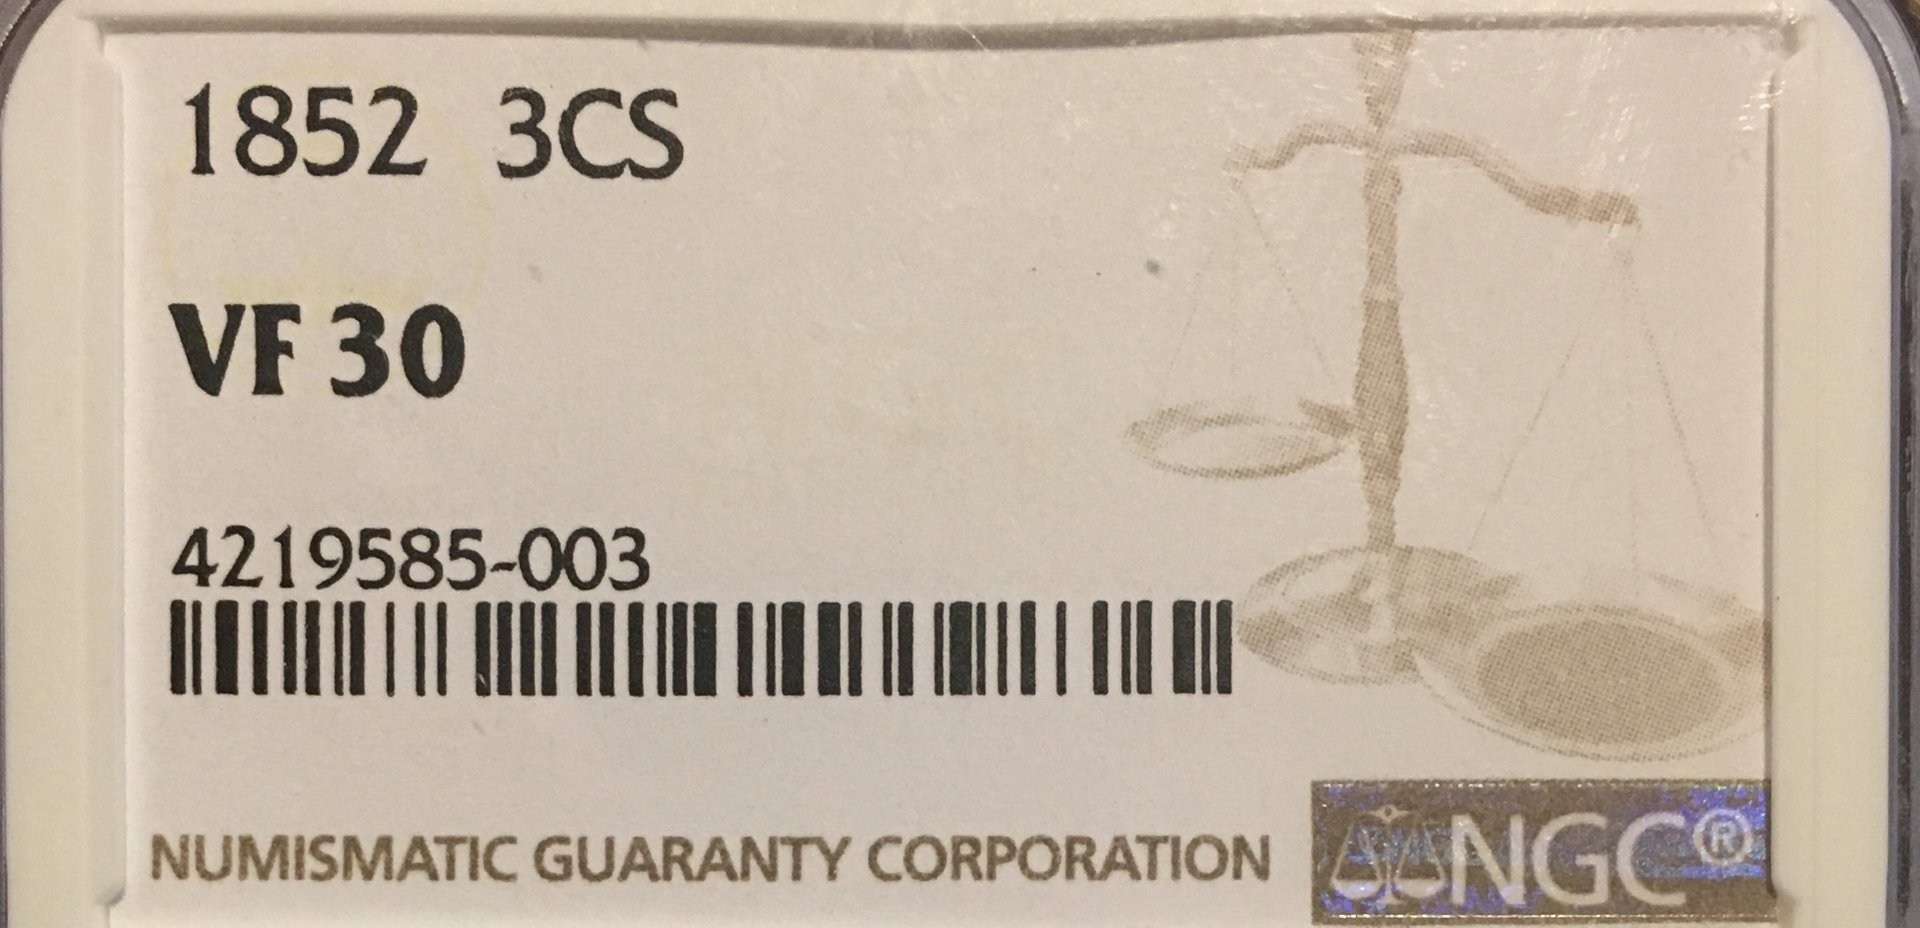 1852 3CS
VF 30
4219585-003
NUMISMATIC GUARANTY CORPORATION
NGC®